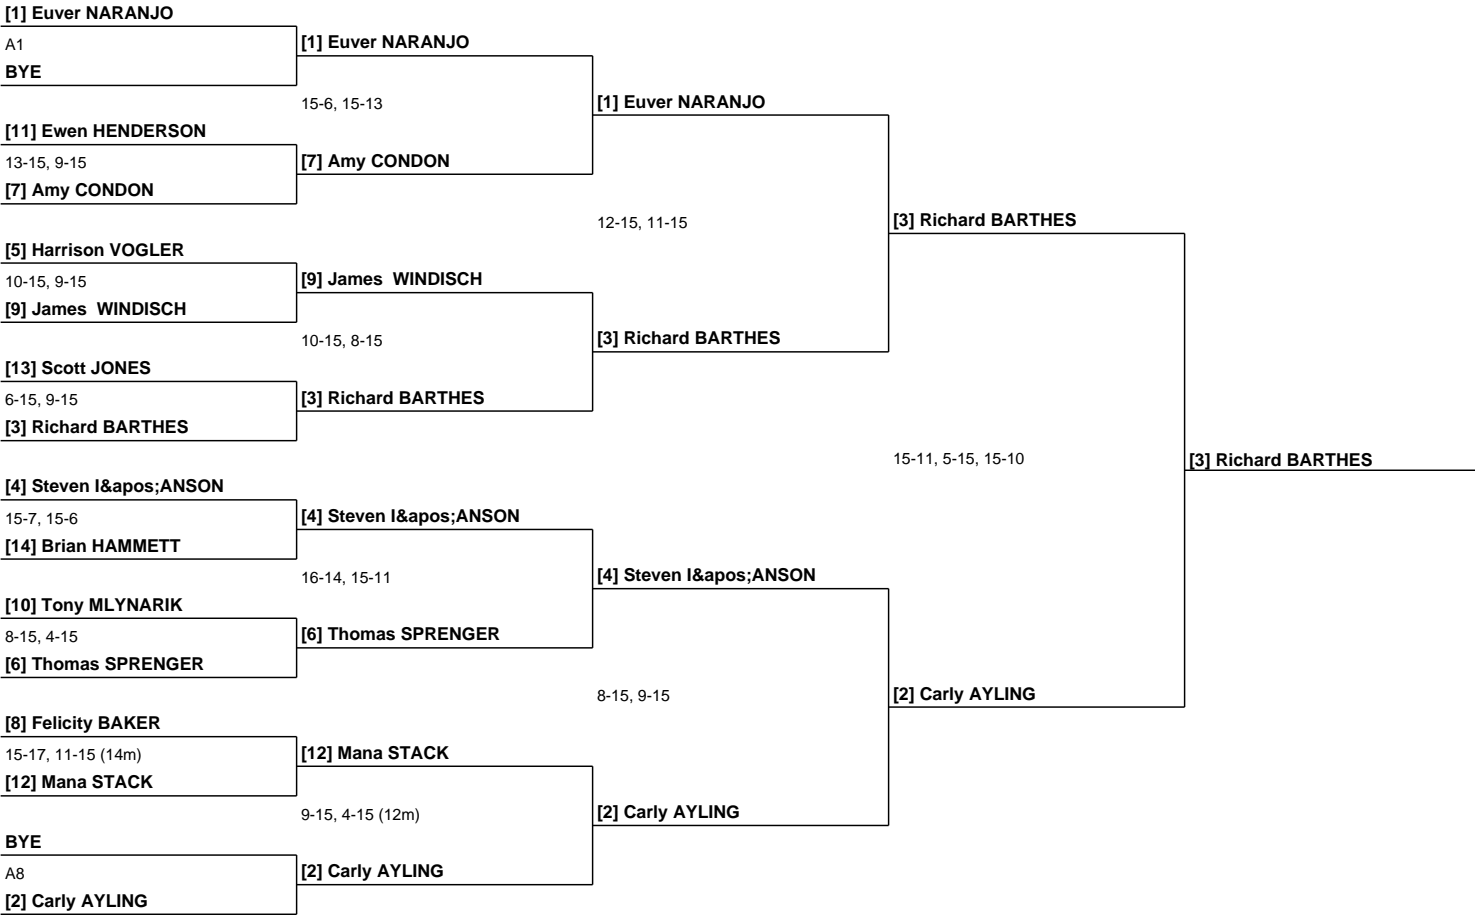 [1] Euver NARANJO
A1
BYE
[11] Ewen HENDERSON
13-15, 9-15
[7] Amy CONDON
[5] Harrison VOGLER
10-15, 9-15
[9] James  WINDISCH
[13] Scott JONES
6-15, 9-15
[3] Richard BARTHES
[4] Steven I&apos;ANSON
15-7, 15-6
[14] Brian HAMMETT
[10] Tony MLYNARIK
8-15, 4-15
[6] Thomas SPRENGER
[8] Felicity BAKER
15-17, 11-15 (14m)
[12] Mana STACK
BYE
A8
[2] Carly AYLING
[1] Euver NARANJO
15-6, 15-13
[7] Amy CONDON
[9] James  WINDISCH
10-15, 8-15
[3] Richard BARTHES
[4] Steven I&apos;ANSON
16-14, 15-11
[6] Thomas SPRENGER
[12] Mana STACK
9-15, 4-15 (12m)
[2] Carly AYLING
[1] Euver NARANJO
12-15, 11-15
[3] Richard BARTHES
[4] Steven I&apos;ANSON
8-15, 9-15
[2] Carly AYLING
[3] Richard BARTHES
15-11, 5-15, 15-10
[2] Carly AYLING
[3] Richard BARTHES